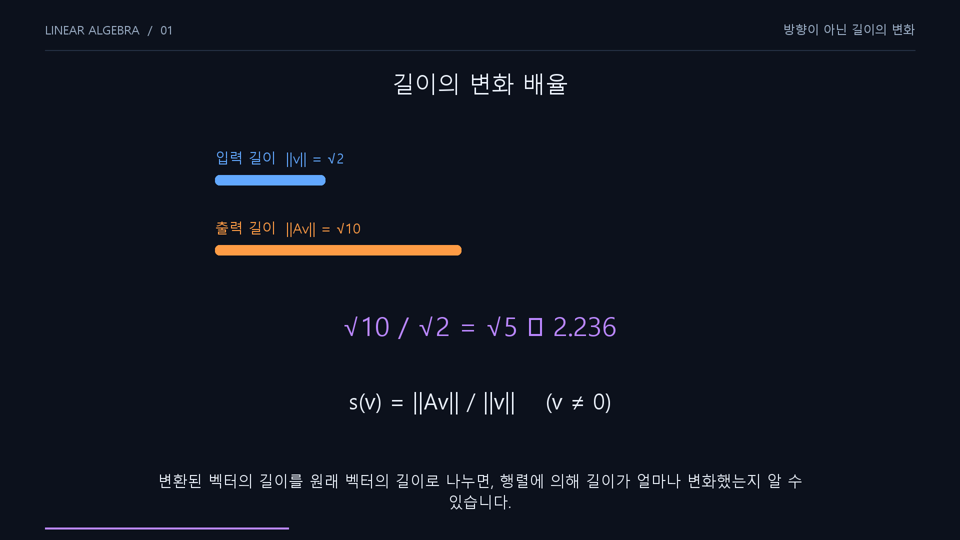 LINEAR ALGEBRA / 01
방향이 아닌 길이의 변화
길이의 변화 배율
입력 길이 ||v|| = √2
출력 길이 ||Av|| = √10
√10 / √2 = √5 □ 2.236
s(v) = ||Av|| / ||v|| (v ≠ 0)
변환된 벡터의 길이를 원래 벡터의 길이로 나누면, 행렬에 의해 길이가 얼마나 변화했는지 알 수
있습니다.